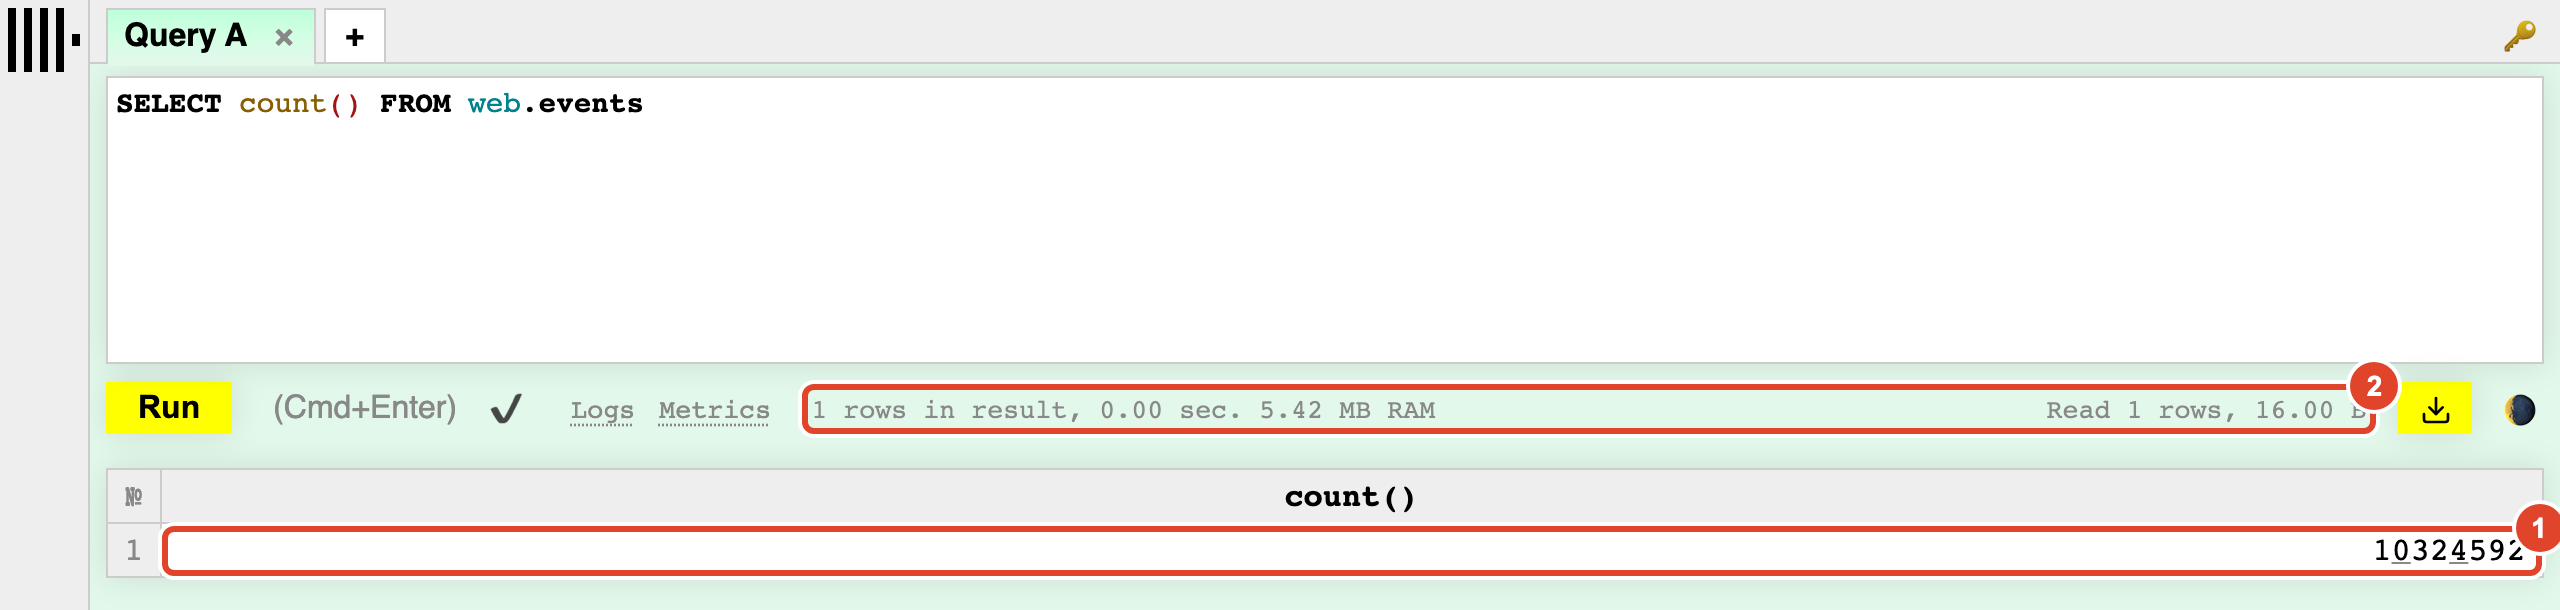 Query A × +
SELECT count() FROM web.events
Run (Cmd+Enter) ✔ Logs Metrics 1 rows in result, 0.00 sec. 5.42 MB RAM Read 1 rows, 16.00 B 2
№ count()
1 10324592 1